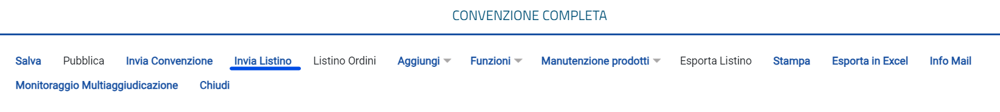 CONVENZIONE COMPLETA
Salva Pubblica Invia Convenzione Invia Listino Listino Ordini Aggiungi Funzioni Manutenzione prodotti Esporta Listino Stampa Esporta in Excel Info Mail
Monitoraggio Multiaggiudicazione Chiudi